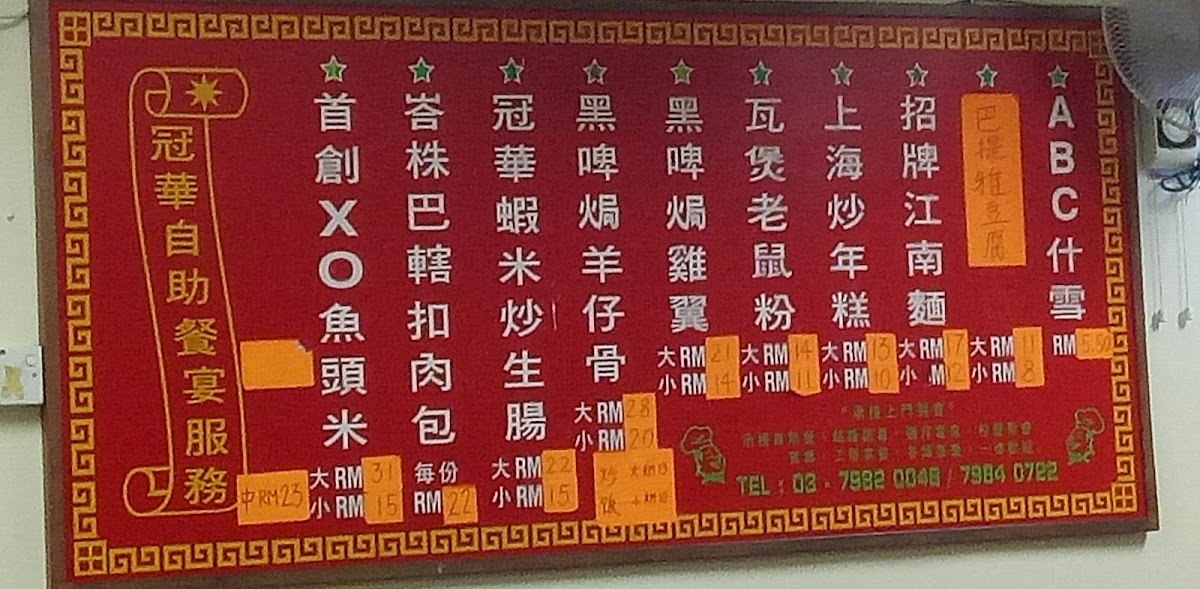 冠華自助餐宴服務
首創XO魚頭米
大RM31
中RM23
小RM15
峇株巴轄扣肉包
每份
RM22
冠華蝦米炒生腸
大RM22
小RM15
黑啤焗羊仔骨
大RM28
小RM20
黑啤焗雞翼
大RM21
小RM14
瓦煲老鼠粉
大RM14
小RM11
上海炒年糕
大RM13
小RM10
招牌江南麵
大RM17
小RM12
巴提雅豆腐
大RM11
小RM8
ABC什雪
RM5.50
TEL : 03 - 7982 0048 / 7984 0722